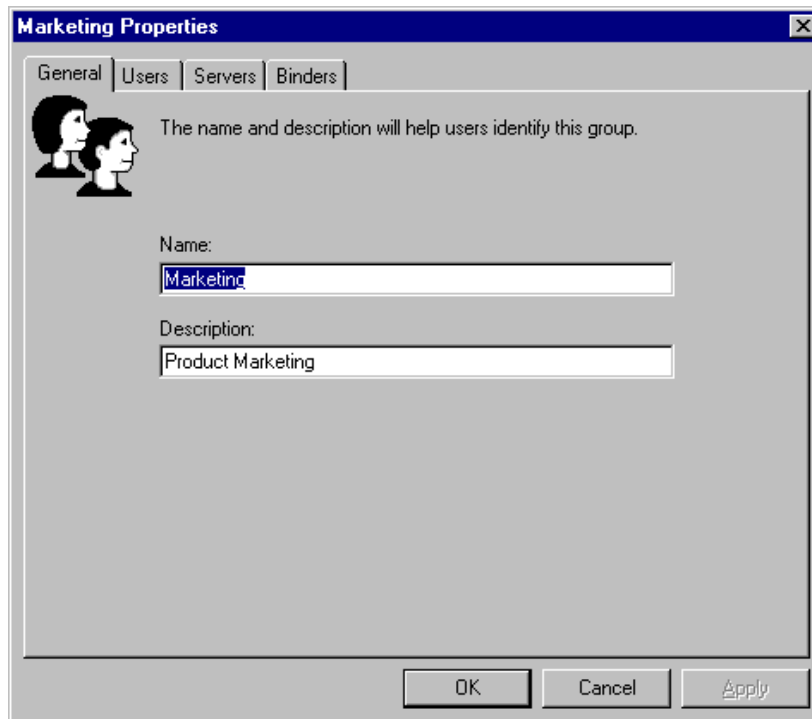 Marketing Properties
General Users Servers Binders
The name and description will help users identify this group.
Name:
Marketing
Description:
Product Marketing
OK Cancel Apply